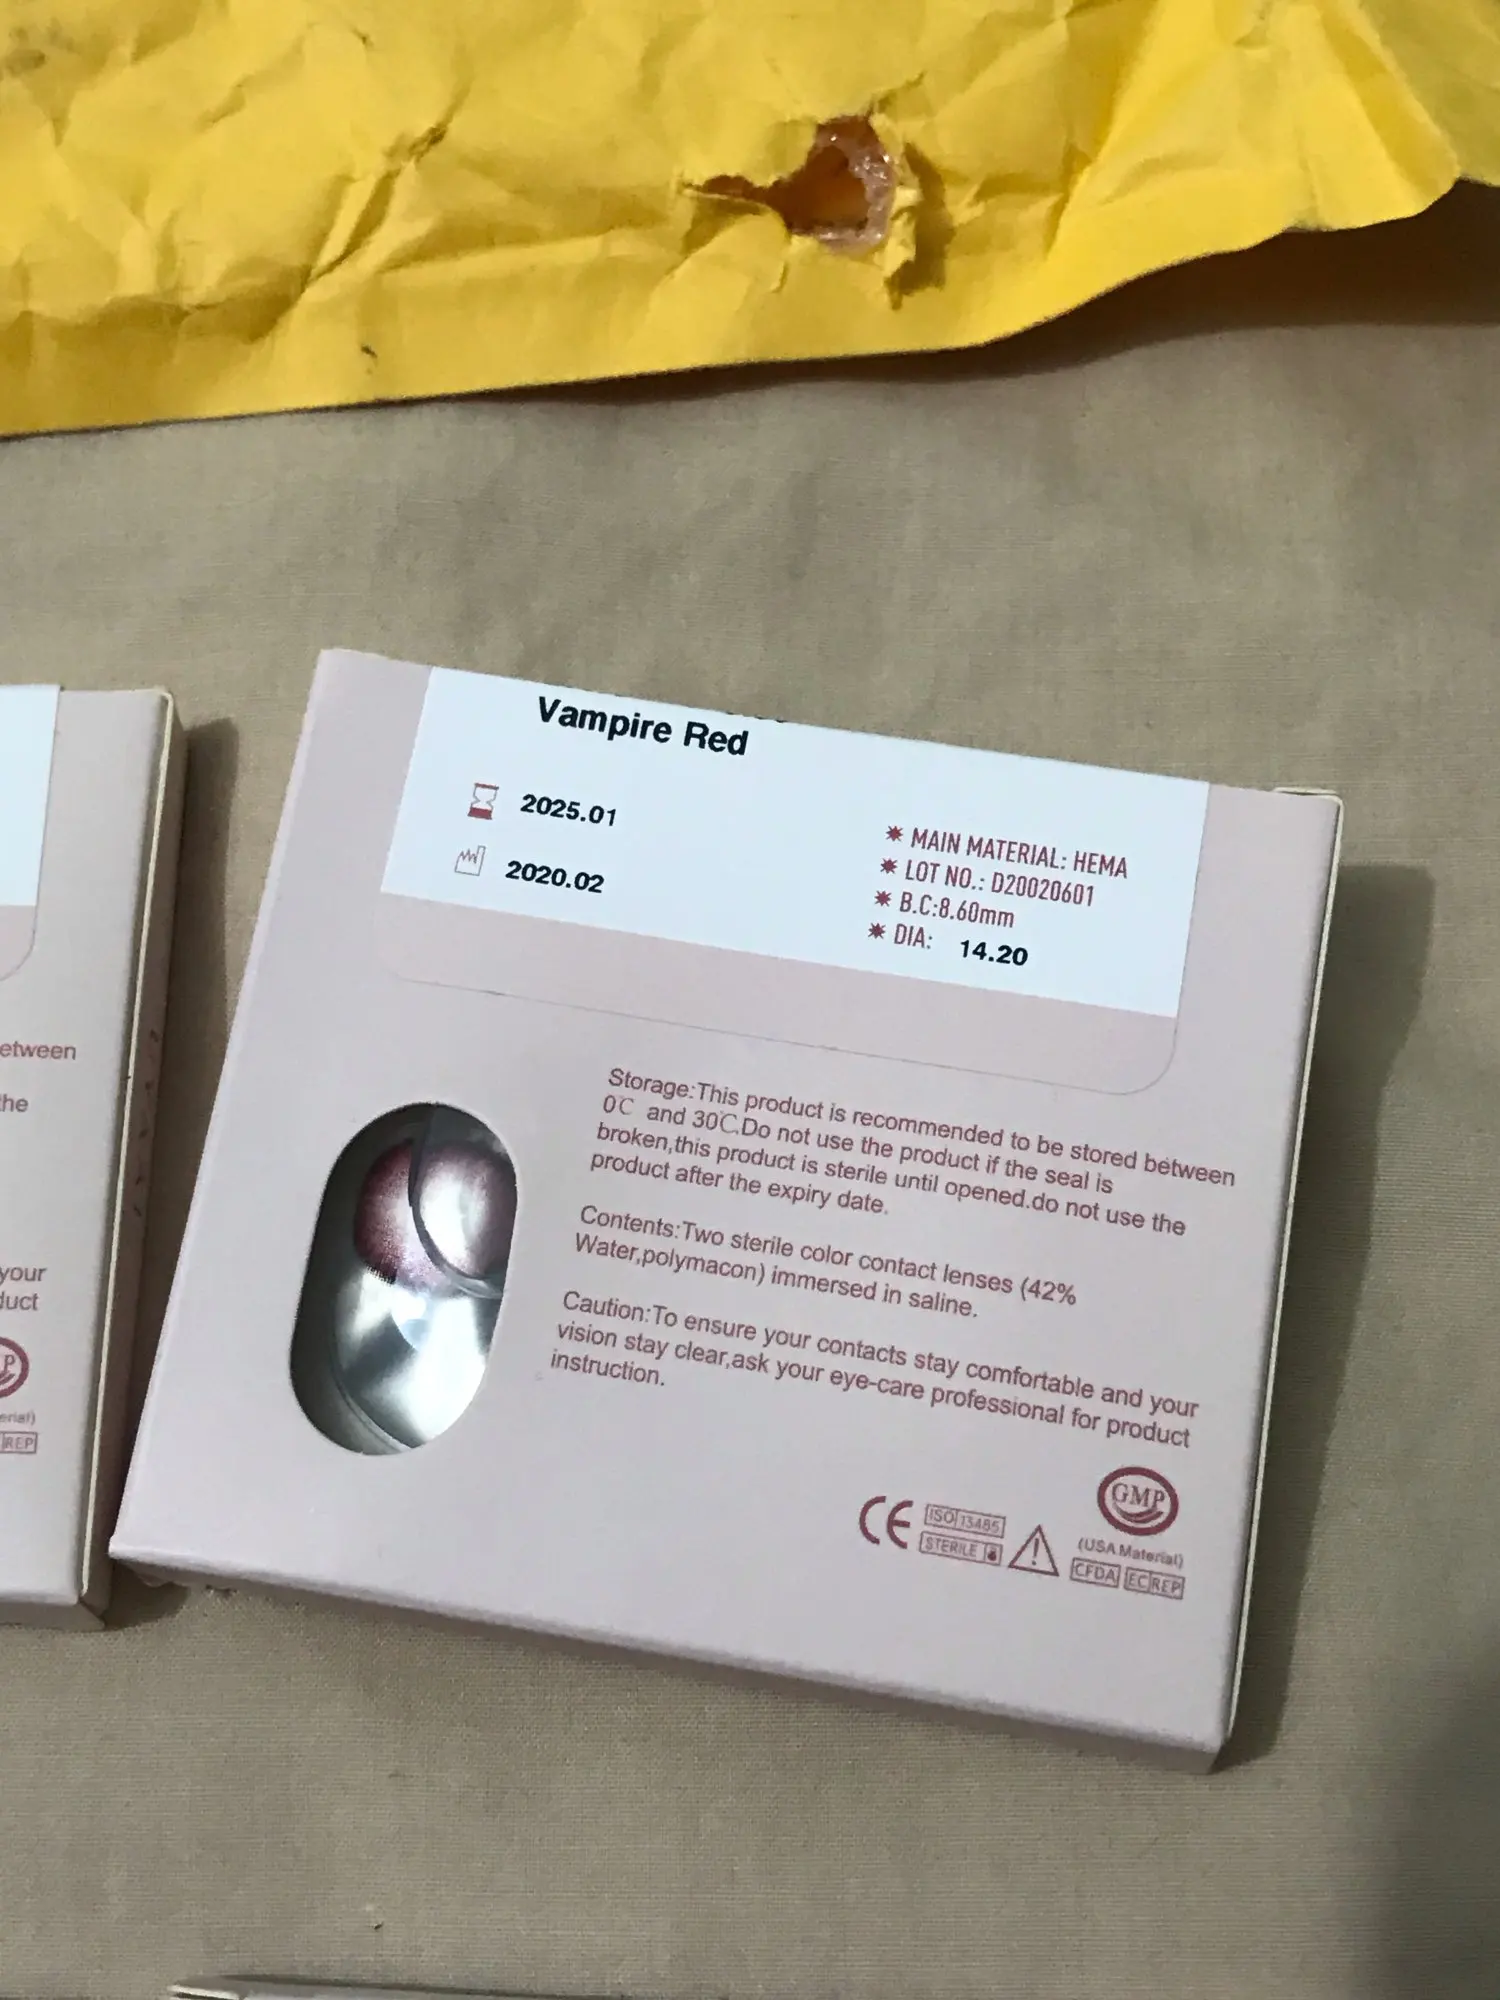 Vampire Red
2025.01
2020.02
✷ MAIN MATERIAL: HEMA
✷ LOT NO.: D20020601
✷ B.C:8.60mm
✷ DIA: 14.20
Storage:This product is recommended to be stored between
0℃ and 30℃.Do not use the product if the seal is
broken,this product is sterile until opened.do not use the
product after the expiry date.
Contents:Two sterile color contact lenses (42%
Water,polymacon) immersed in saline.
Caution:To ensure your contacts stay comfortable and your
vision stay clear,ask your eye-care professional for product
instruction.
CE
ISO 13485
STERILE
GMP
(USA Material)
CFDA EC REP
etween
the
your
duct
P
erial)
REP